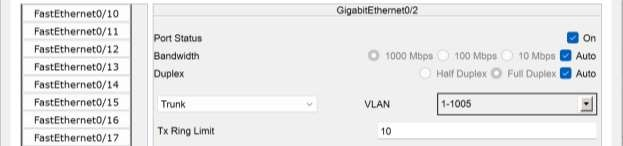 FastEthernet0/10
FastEthernet0/11
FastEthernet0/12
FastEthernet0/13
FastEthernet0/14
FastEthernet0/15
FastEthernet0/16
FastEthernet0/17
GigabitEthernet0/2
Port Status On
Bandwidth 1000 Mbps 100 Mbps 10 Mbps Auto
Duplex Half Duplex Full Duplex Auto
Trunk VLAN 1-1005
Tx Ring Limit 10